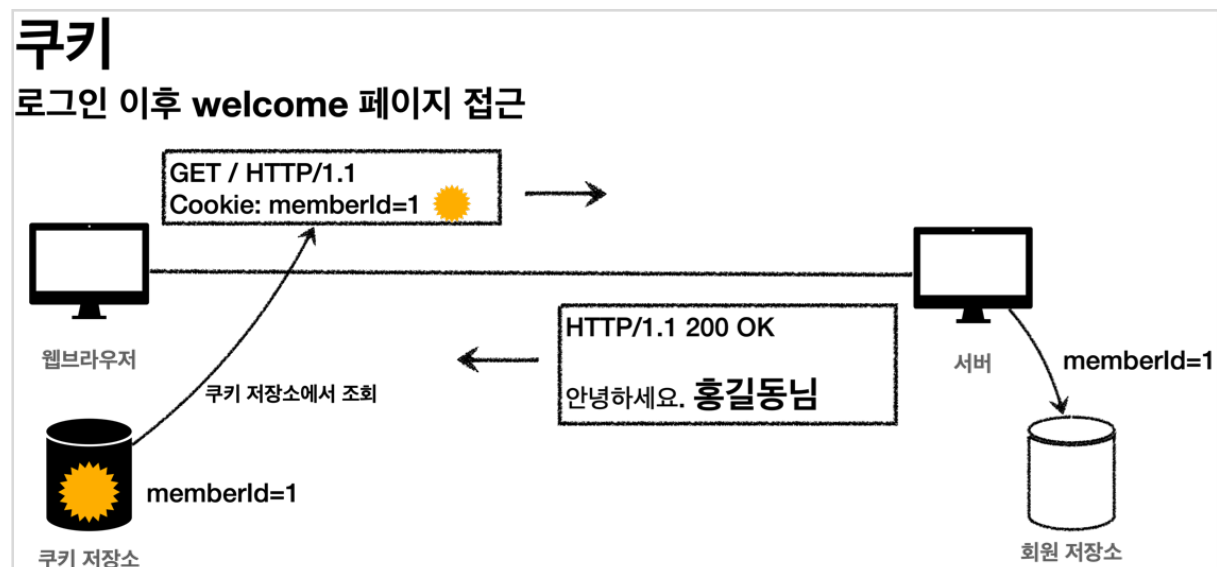 쿠키
로그인 이후 welcome 페이지 접근
GET / HTTP/1.1
Cookie: memberId=1
웹브라우저
HTTP/1.1 200 OK
안녕하세요. 홍길동님
서버
memberId=1
쿠키 저장소에서 조회
memberId=1
쿠키 저장소
회원 저장소